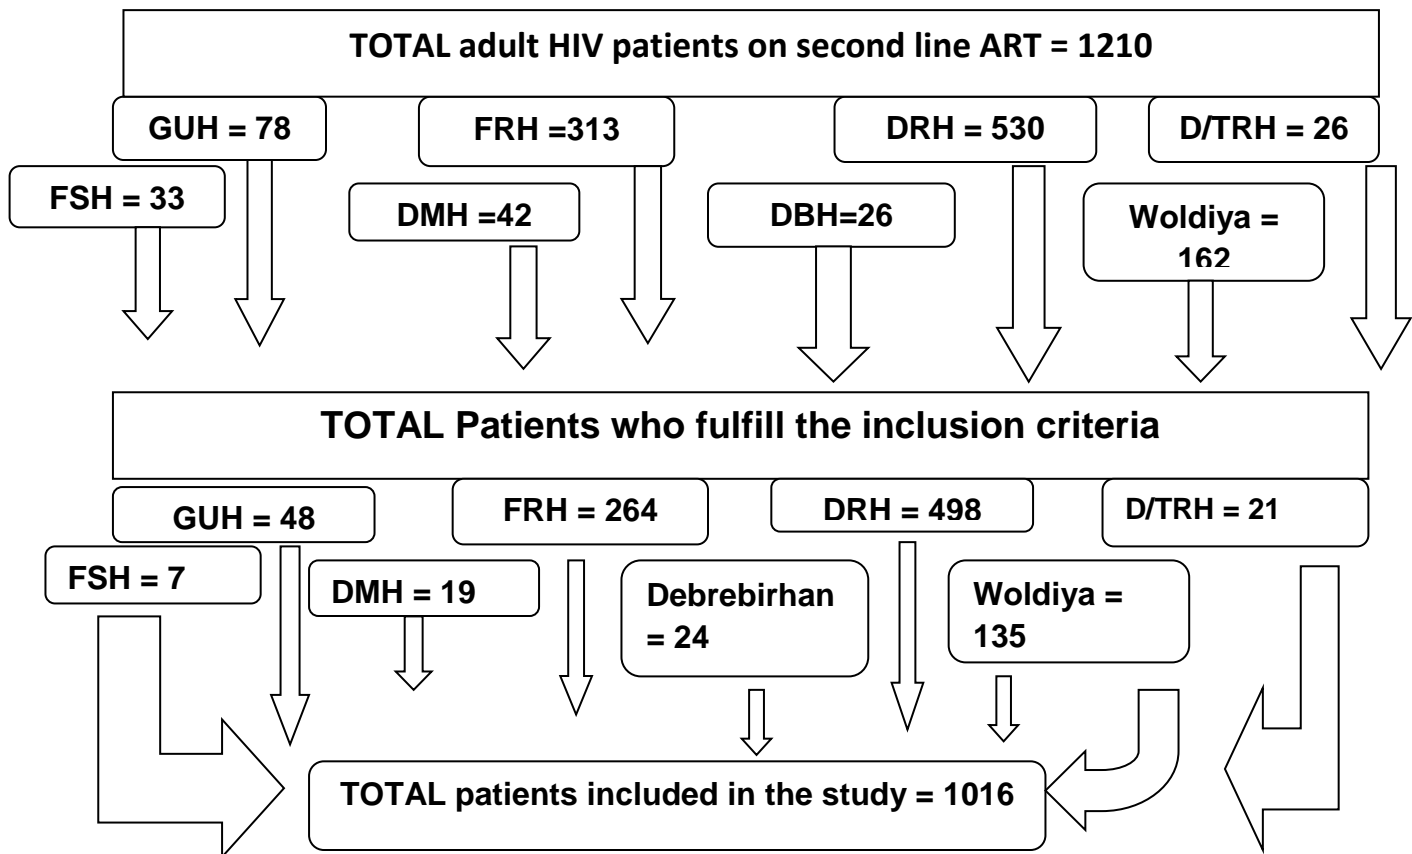 TOTAL adult HIV patients on second line ART = 1210
GUH = 78
FRH =313
DRH = 530
D/TRH = 26
FSH = 33
DMH =42
DBH=26
Woldiya =
162
TOTAL Patients who fulfill the inclusion criteria
GUH = 48
FRH = 264
DRH = 498
D/TRH = 21
FSH = 7
DMH = 19
Debrebirhan
= 24
Woldiya =
135
TOTAL patients included in the study = 1016